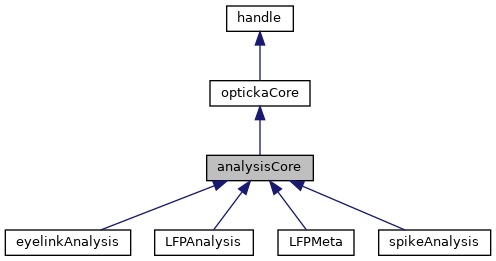 handle
optickaCore
analysisCore
eyelinkAnalysis
LFPAnalysis
LFPMeta
spikeAnalysis